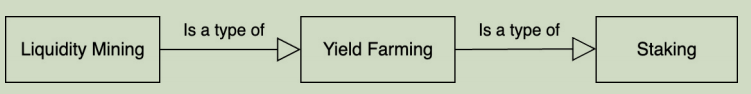 Liquidity Mining
Is a type of
Yield Farming
Is a type of
Staking